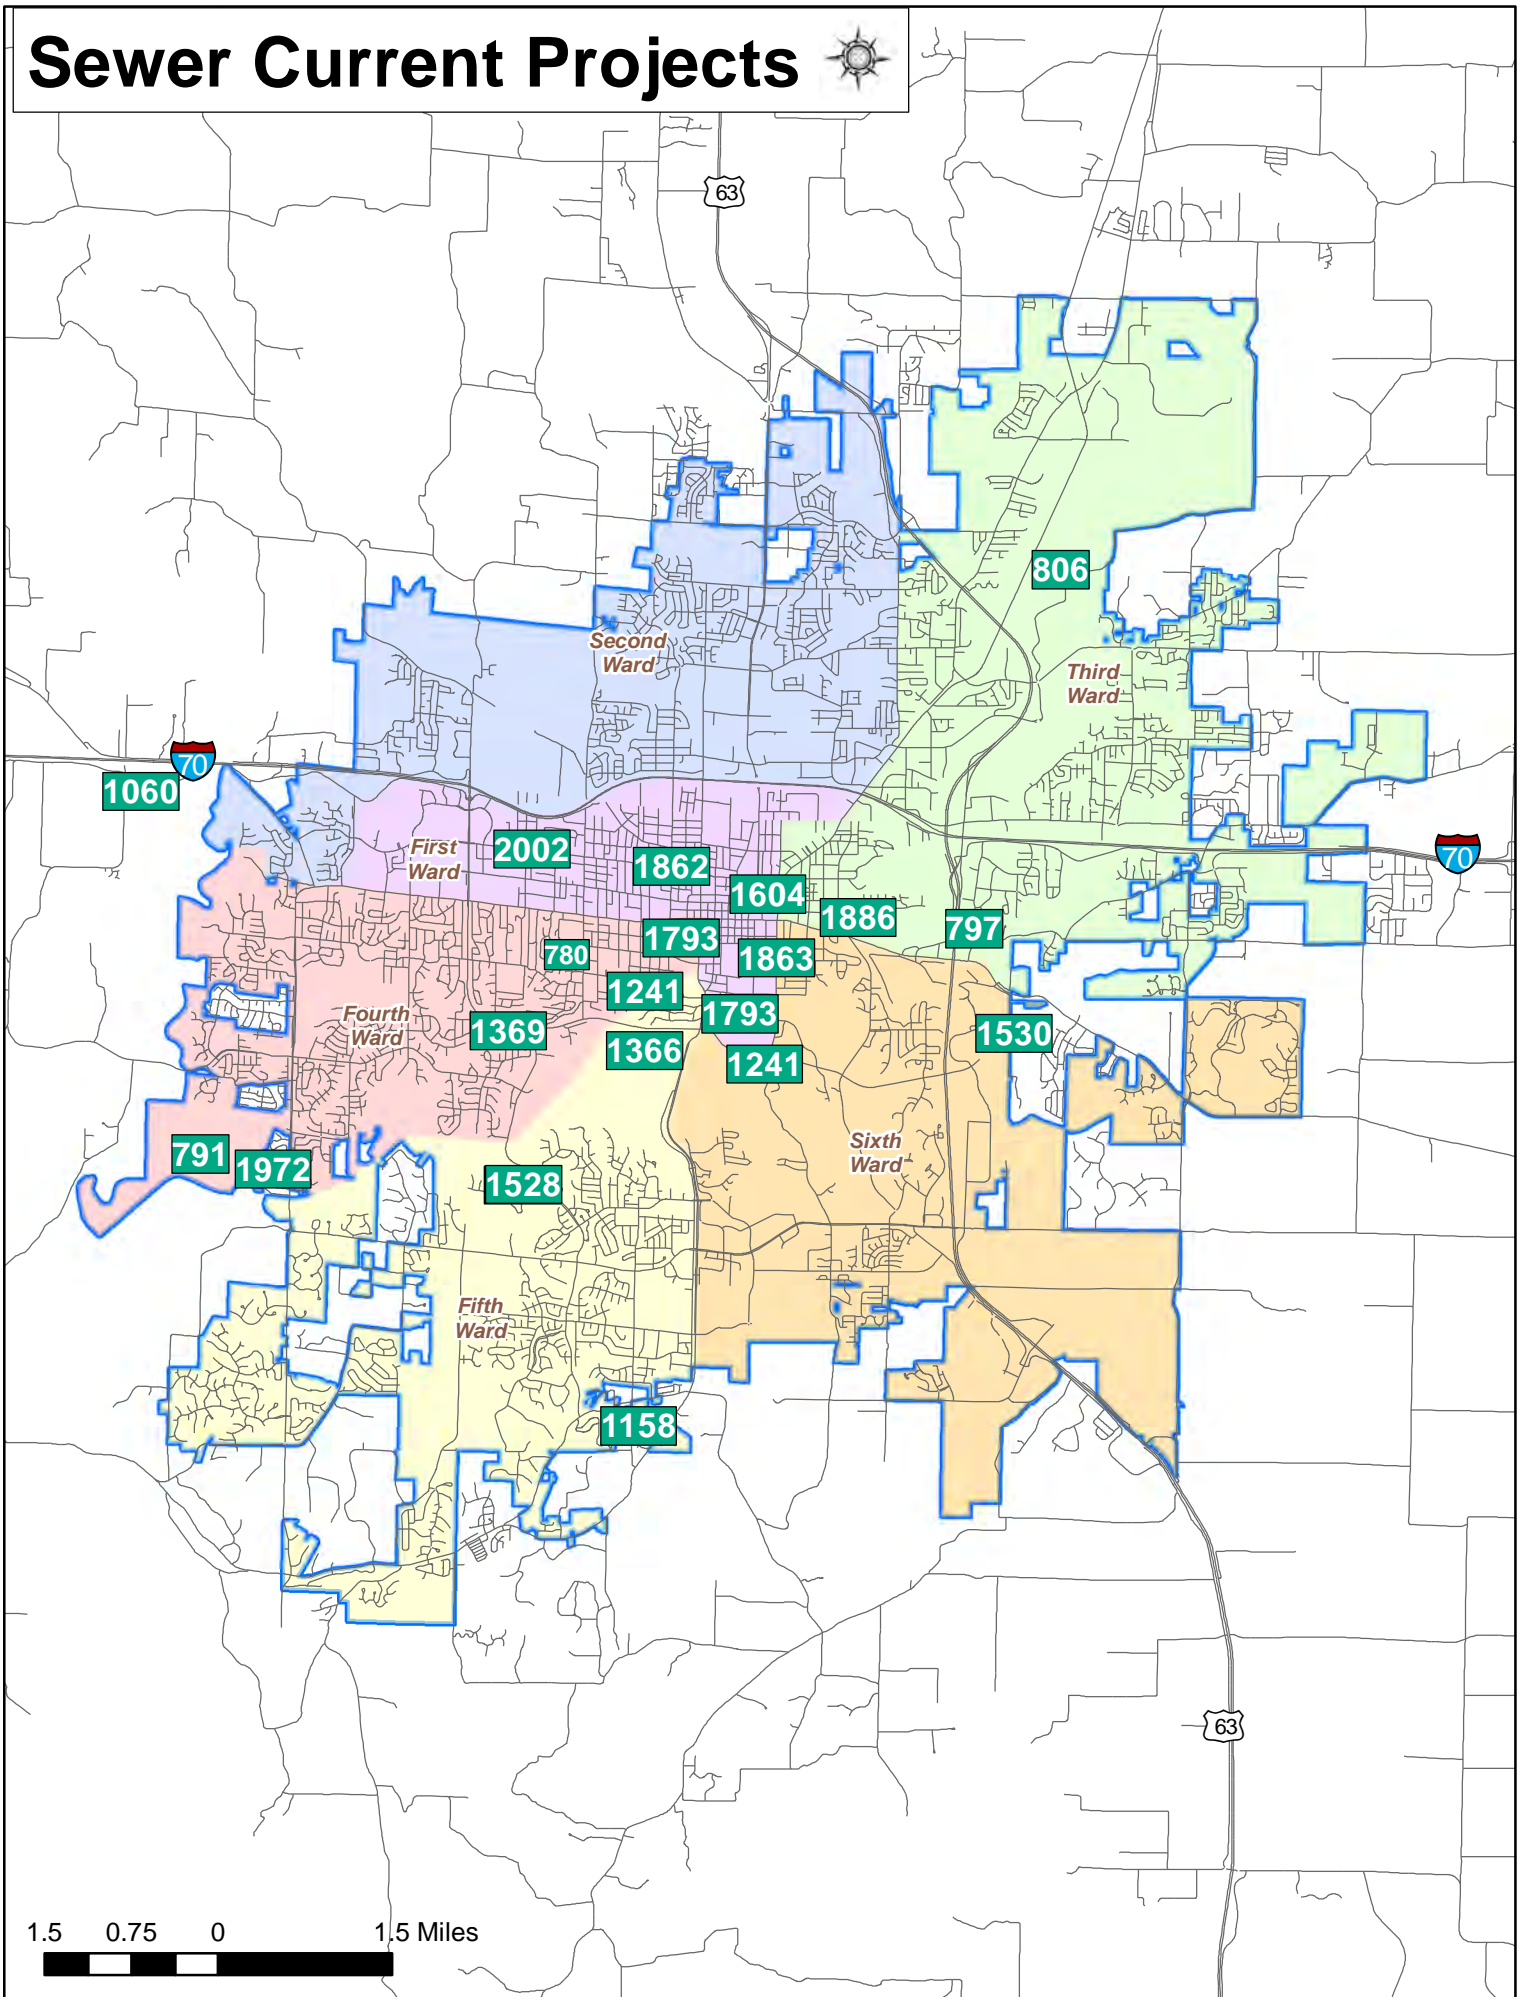 Sewer Current Projects
63
806
Second
Ward
Third
Ward
70
1060
First
Ward
2002
1862
70
1604
1886
797
1793
780
1863
1241
Fourth
Ward
1369
1793
1530
1366
1241
791
1972
1528
Sixth
Ward
Fifth
Ward
1158
63
1.5 0.75 0 1.5 Miles